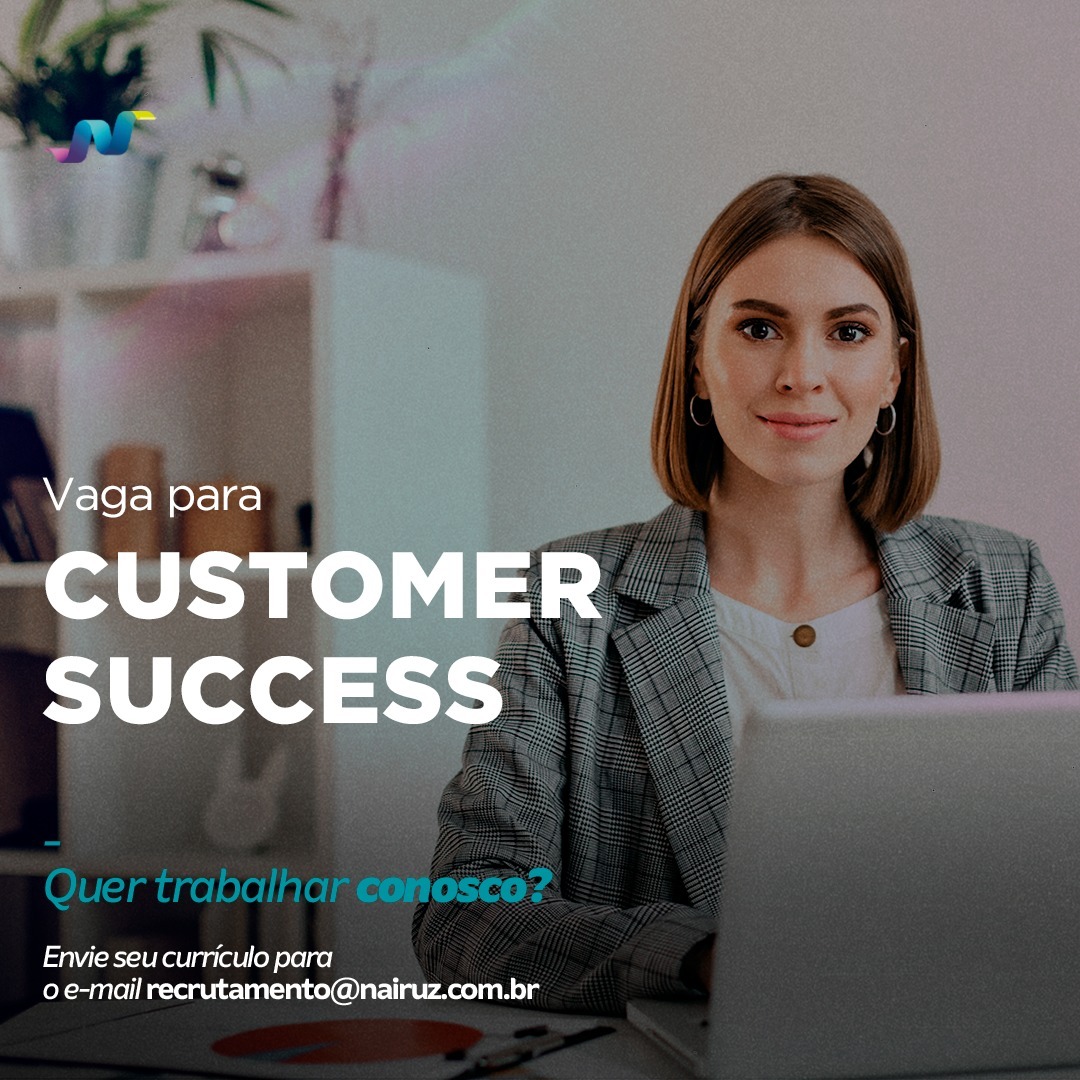 Vaga para
CUSTOMER
SUCCESS
-
Quer trabalhar conosco?
Envie seu currículo para
o e-mail recrutamento@nairuz.com.br